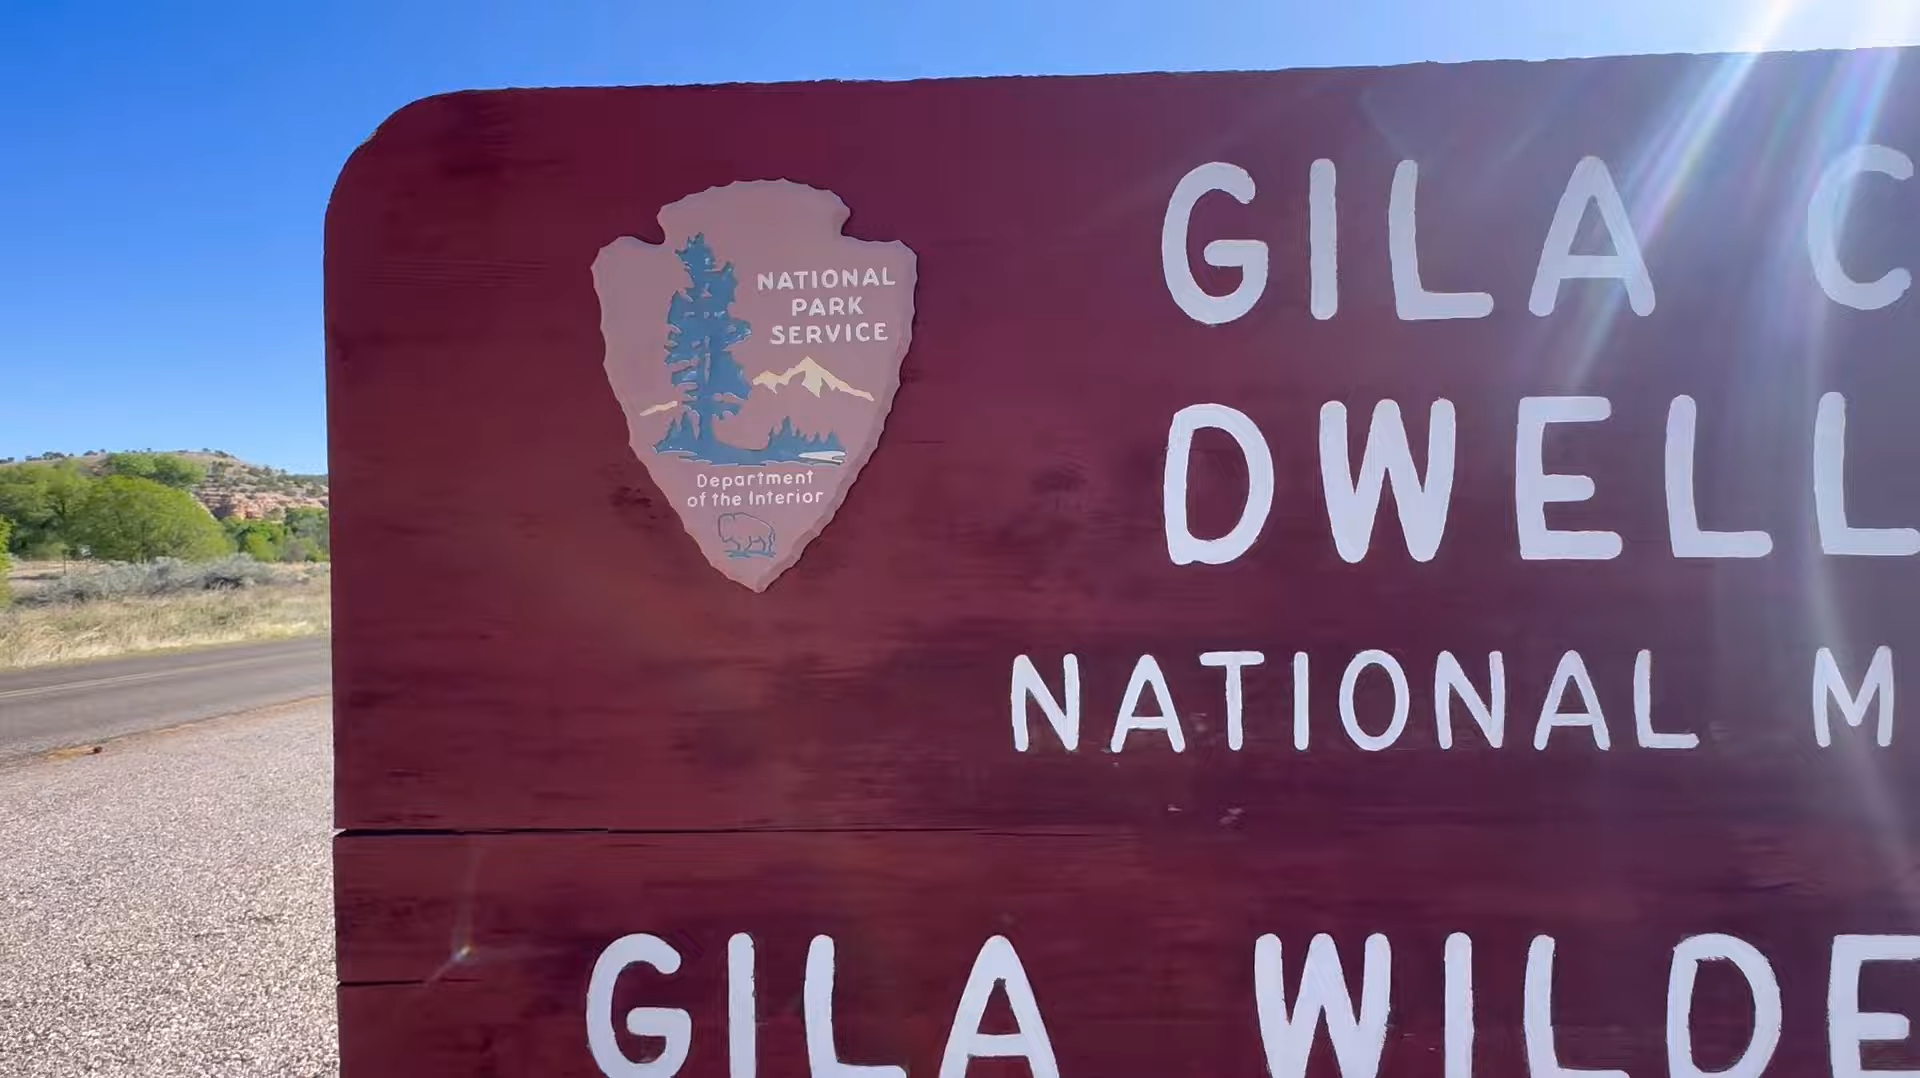 NATIONAL
PARK
SERVICE
Department
of the Interior
GILA C
DWELL
NATIONAL M
GILA WILDE